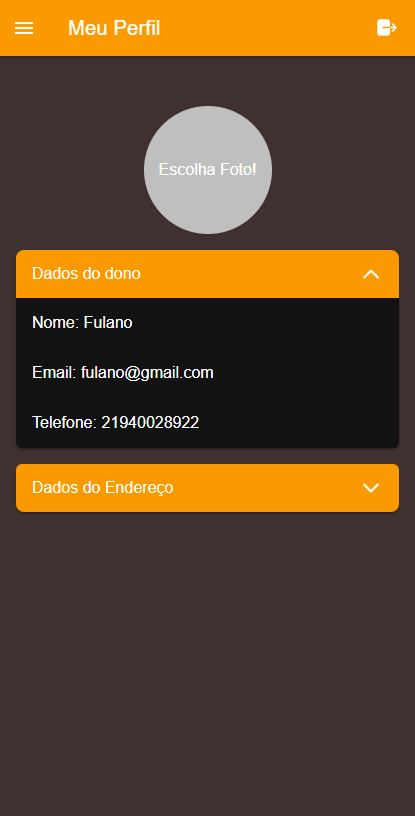 Meu Perfil
Escolha Foto!
Dados do dono
Nome: Fulano
Email: fulano@gmail.com
Telefone: 21940028922
Dados do Endereço